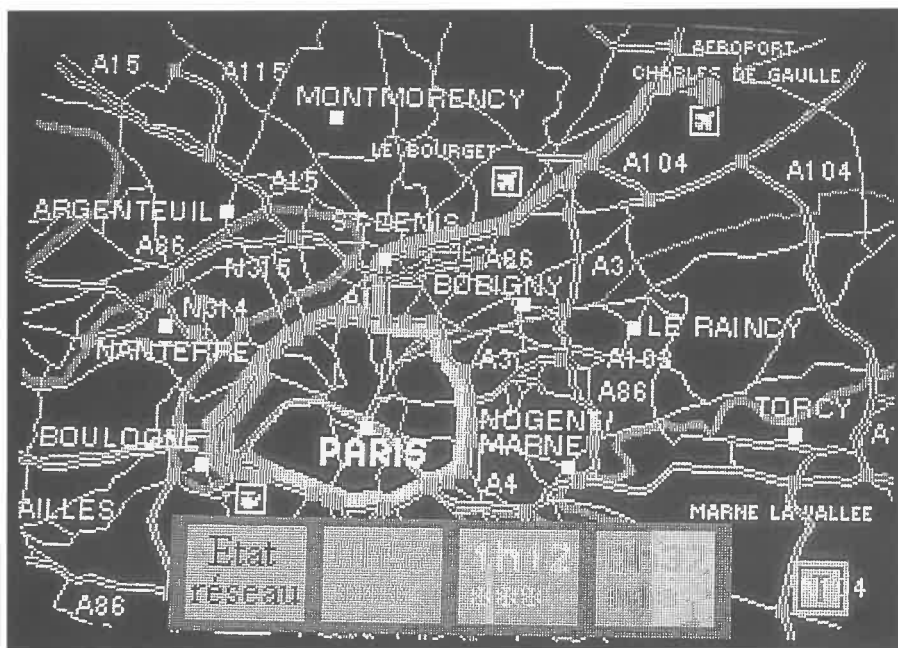 AEROPORT
CHARLES DE GAULLE
A15
A115
MONTMORENCY
LE BOURGET
A104
A104
A15
ARGENTEUIL
ST-DENIS
A86
A86
N315
A3
BOBIGNY
N314
LE RAINCY
NANTERRE
A3
A103
A86
TORCY
NOGENT/
MARNE
BOULOGNE
PARIS
A4
AILLES
MARNE LA VALLEE
Etat
réseau
1h12
4
A86